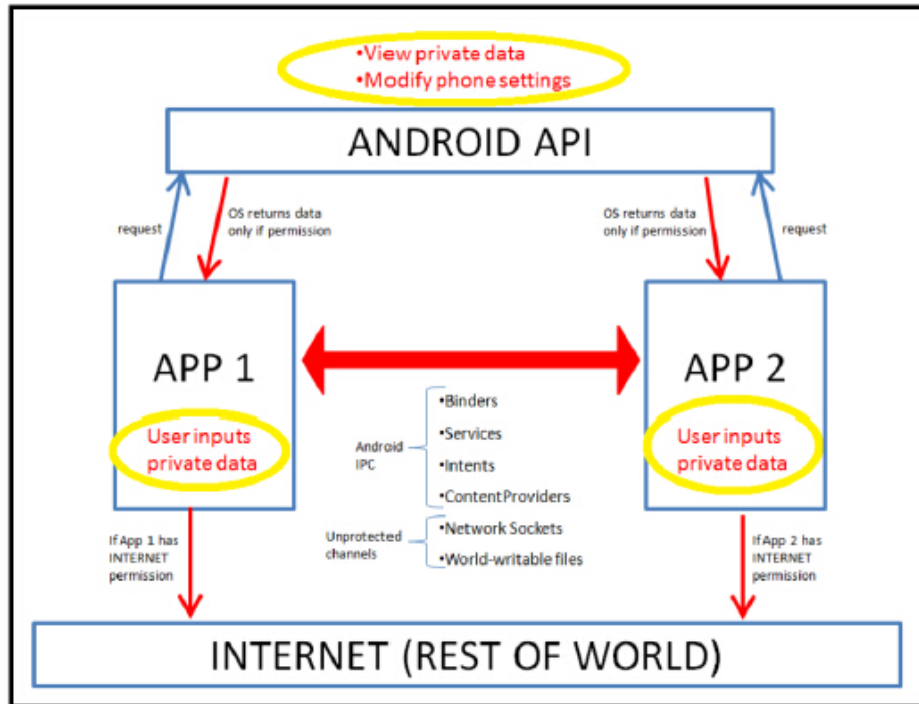 •View private data
•Modify phone settings
ANDROID API
request
OS returns data
only if permission
OS returns data
only if permission
request
APP 1
User inputs
private data
APP 2
User inputs
private data
Android
IPC
•Binders
•Services
•Intents
•ContentProviders
Unprotected
channels
•Network Sockets
•World-writable files
If App 1 has
INTERNET
permission
If App 2 has
INTERNET
permission
INTERNET (REST OF WORLD)